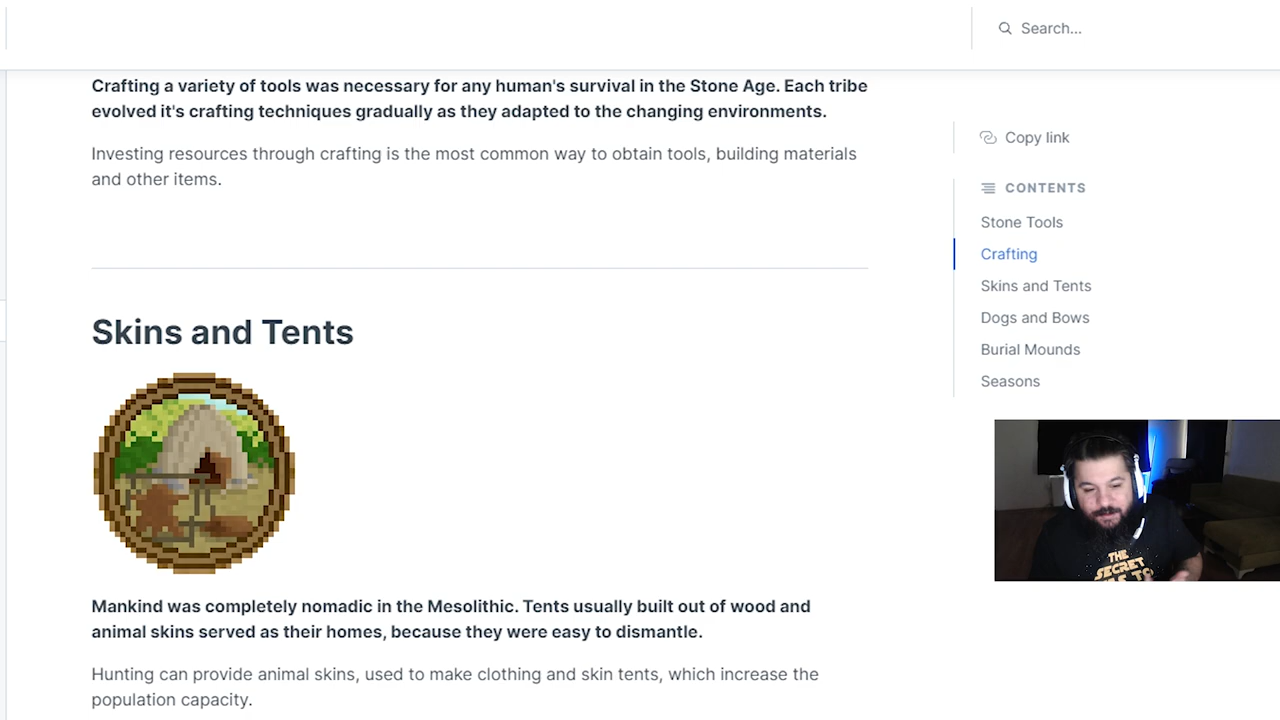 Search...
Crafting a variety of tools was necessary for any human's survival in the Stone Age. Each tribe
evolved it's crafting techniques gradually as they adapted to the changing environments.
Investing resources through crafting is the most common way to obtain tools, building materials
and other items.
Copy link
CONTENTS
Stone Tools
Crafting
Skins and Tents
Dogs and Bows
Burial Mounds
Seasons
Skins and Tents
Mankind was completely nomadic in the Mesolithic. Tents usually built out of wood and
animal skins served as their homes, because they were easy to dismantle.
Hunting can provide animal skins, used to make clothing and skin tents, which increase the
population capacity.
THE
SECRET